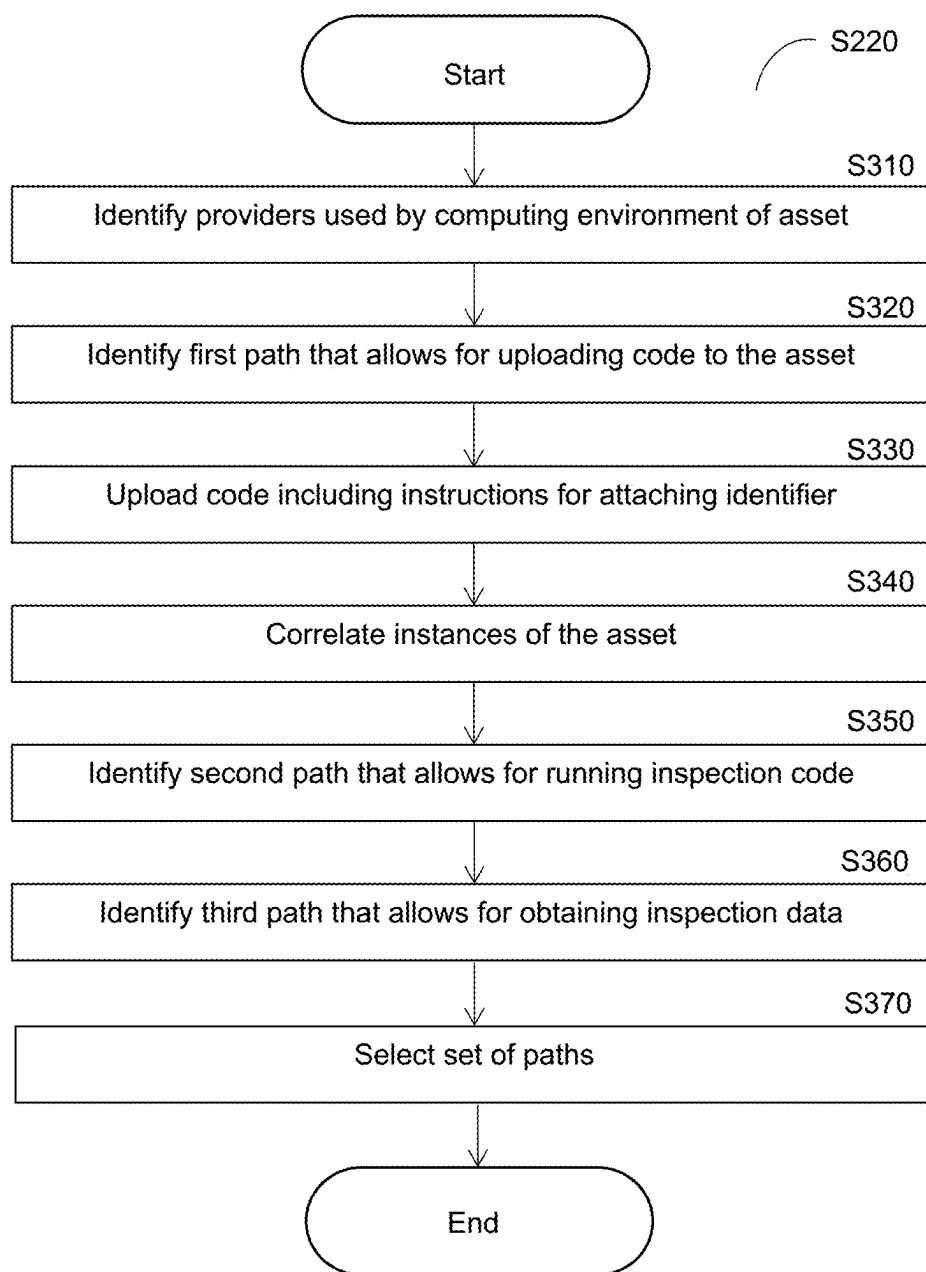 Start
S220
S310
Identify providers used by computing environment of asset
S320
Identify first path that allows for uploading code to the asset
S330
Upload code including instructions for attaching identifier
S340
Correlate instances of the asset
S350
Identify second path that allows for running inspection code
S360
Identify third path that allows for obtaining inspection data
S370
Select set of paths
End